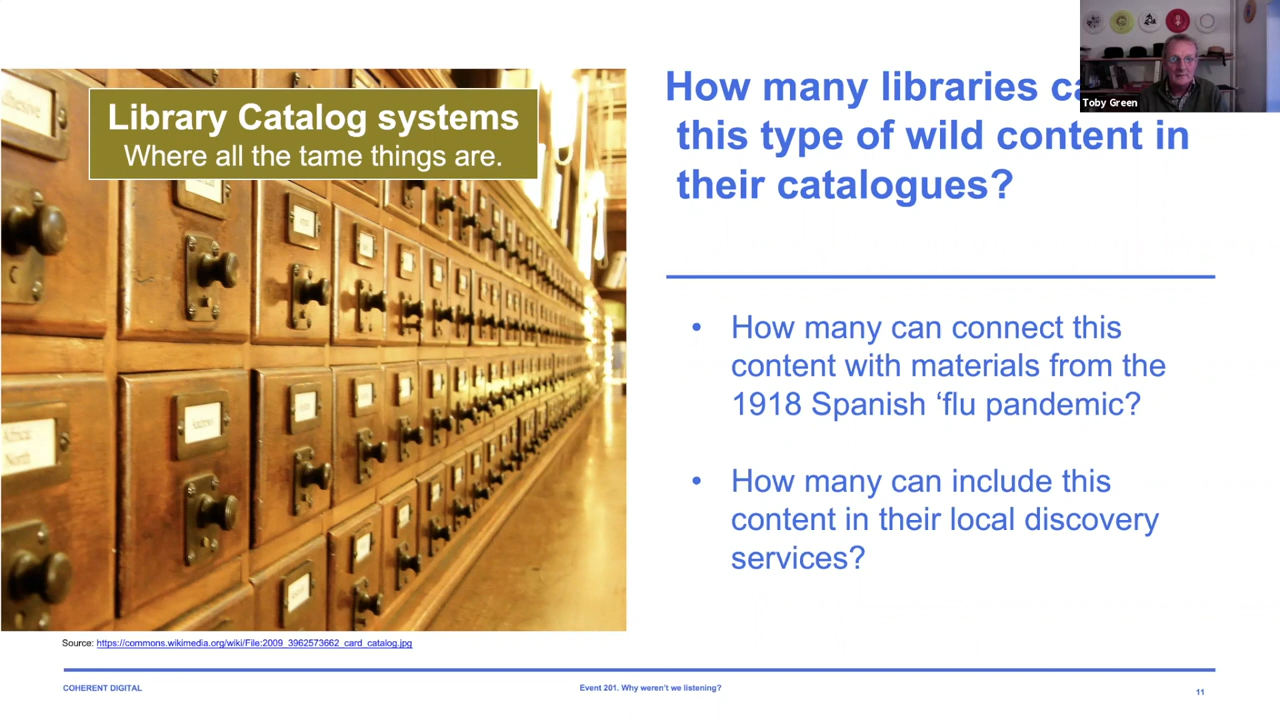 Library Catalog systems
Where all the tame things are.
How many libraries
this type of wild content in
their catalogues?
Toby Green
• How many can connect this
content with materials from the
1918 Spanish ‘flu pandemic?
• How many can include this
content in their local discovery
services?
North
Source: https://commons.wikimedia.org/wiki/File:2009_3962573662_card_catalog.jpg
COHERENT DIGITAL
Event 201. Why weren’t we listening?
11